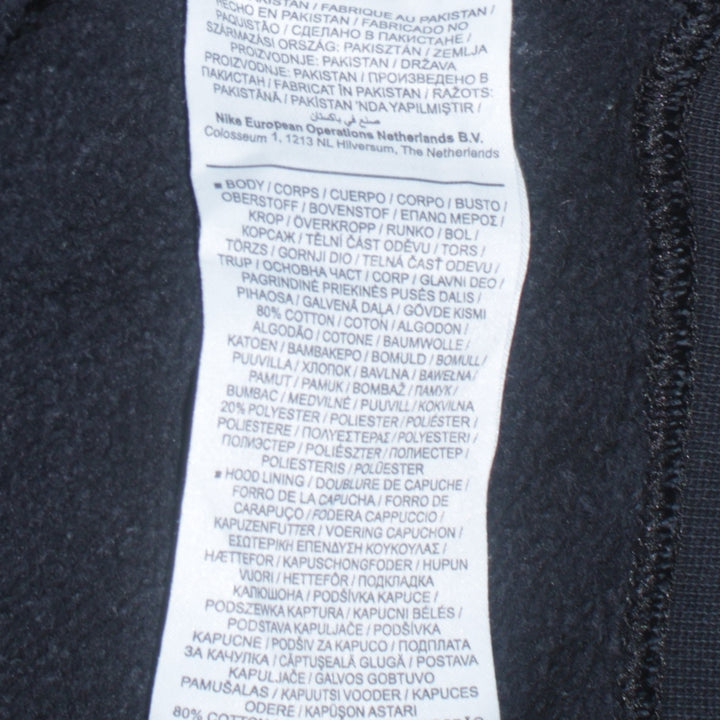 PAKISTAN / FABRIQUE AU PAKISTAN /
HECHO EN PAKISTAN / FABRICADO NO
PAQUISTÃO / СДЕЛАНО В ПАКИСТАНЕ /
SZÁRMAZÁSI ORSZÁG: PAKISZTÁN / ZEMLJA
PROIZVODNJE: PAKISTAN / DRŽAVA
PROIZVODNJE: PAKISTAN / ПРОИЗВЕДЕНО В
ПАКИСТАН / FABRICAT ÎN PAKISTAN / RAŽOTS:
PAKISTĀNĀ / PAKİSTAN 'NDA YAPILMIŞTIR /
صنع في باكستان
Nike European Operations Netherlands B.V.
Colosseum 1, 1213 NL Hilversum, The Netherlands
■ BODY / CORPS / CUERPO / CORPO / BUSTO /
OBERSTOFF / BOVENSTOF / ΕΠΑΝΩ ΜΕΡΟΣ /
KROP / ÖVERKROPP / RUNKO / BOL /
КОРСАЖ / TĚLNÍ ČÁST ODĚVU / TORS /
TÖRZS / GORNJI DIO / TELNÁ ČASŤ ODEVU /
TRUP / ОСНОВНА ЧАСТ / CORP / GLAVNI DEO /
PAGRINDINĖ PRIEKINĖS PUSĖS DALIS /
PIHAOSA / GALVENĀ DAĻA / GÖVDE KISMI
80% COTTON / COTON / ALGODON /
ALGODÃO / COTONE / BAUMWOLLE /
KATOEN / ΒΑΜΒΑΚΕΡΟ / BOMULD / BOMULL /
PUUVILLA / ХЛОПОК / BAVLNA / BAWEŁNA /
PAMUT / PAMUK / BOMBAŽ / ПАМУК /
BUMBAC / MEDVILNĖ / PUUVILL / KOKVILNA
20% POLYESTER / POLIESTER / POLIÉSTER /
POLIESTERE / ΠΟΛΥΕΣΤΕΡΑΣ / POLYESTERI /
ПОЛИЭСТЕР / POLIÉSZTER / ПОЛИЕСТЕР /
POLIESTERIS / POLÜESTER
■ HOOD LINING / DOUBLURE DE CAPUCHE /
FORRO DE LA CAPUCHA / FORRO DE
CARAPUÇO / FODERA CAPPUCCIO /
KAPUZENFUTTER / VOERING CAPUCHON /
ΕΣΩΤΕΡΙΚΗ ΕΠΕΝΔΥΣΗ ΚΟΥΚΟΥΛΑΣ /
HÆTTEFOR / KAPUSCHONGFODER / HUPUN
VUORI / HETTEFÔR / ПОДКЛАДКА
КАПЮШОНА / PODŠÍVKA KAPUCE /
PODSZEWKA KAPTURA / KAPUCNI BÉLÉS /
PODSTAVA KAPULJAČE / PODŠÍVKA
KAPUCNE / PODŠIV ZA KAPUCO / ПОДПЛАТА
ЗА КАЧУЛКА / CĂPTUŞEALĂ GLUGĂ / POSTAVA
KAPULJAČE / GALVOS GOBTUVO
PAMUŠALAS / KAPUUTSI VOODER / KAPUCES
ODERE / KAPÜŞON ASTARI
80% COTTON